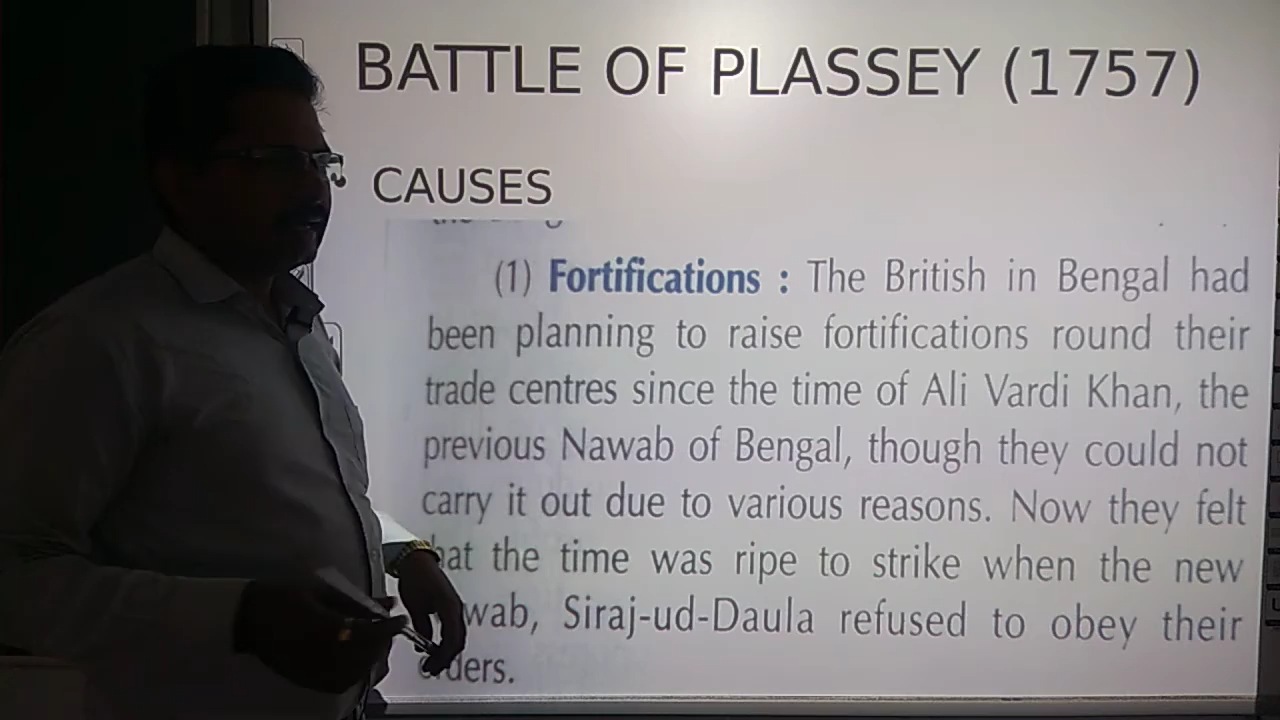 BATTLE OF PLASSEY (1757)
CAUSES
(1) Fortifications : The British in Bengal had
been planning to raise fortifications round their
trade centres since the time of Ali Vardi Khan, the
previous Nawab of Bengal, though they could not
carry it out due to various reasons. Now they felt
hat the time was ripe to strike when the new
wab, Siraj-ud-Daula refused to obey their
orders.